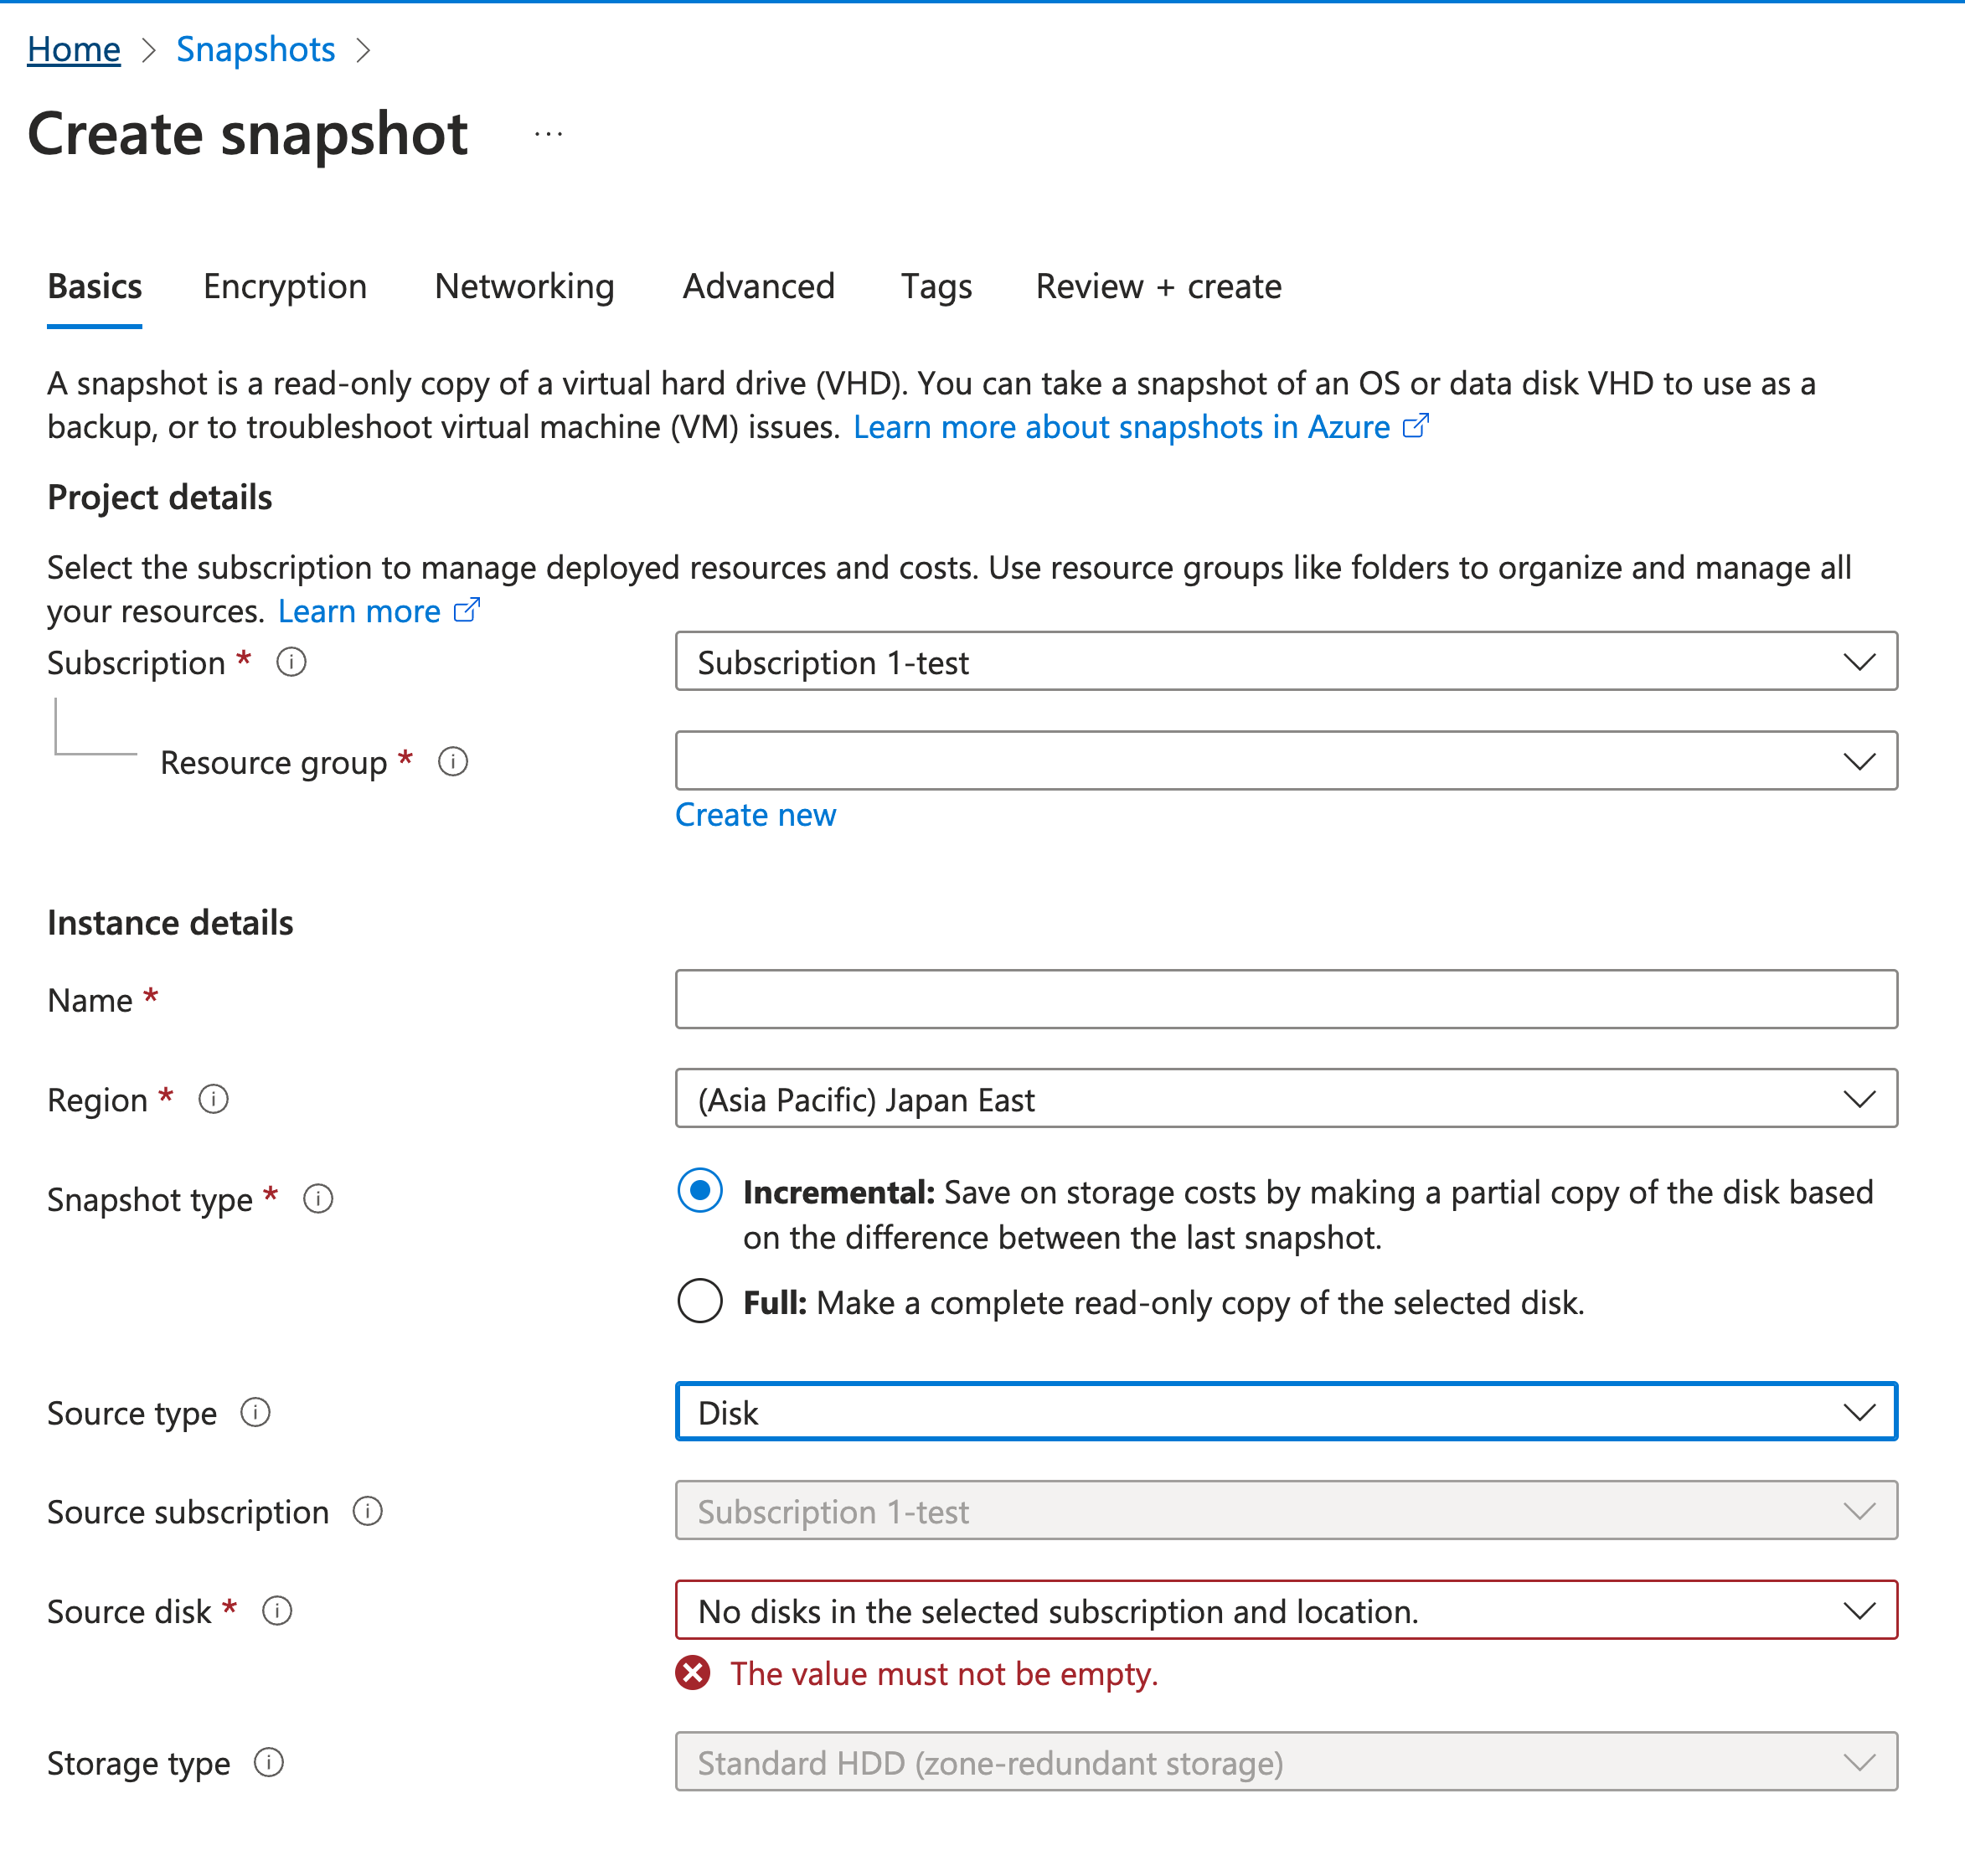 Home > Snapshots >
Create snapshot ...
Basics Encryption Networking Advanced Tags Review + create
A snapshot is a read-only copy of a virtual hard drive (VHD). You can take a snapshot of an OS or data disk VHD to use as a
backup, or to troubleshoot virtual machine (VM) issues. Learn more about snapshots in Azure
Project details
Select the subscription to manage deployed resources and costs. Use resource groups like folders to organize and manage all
your resources. Learn more
Subscription * Subscription 1-test
Resource group *
Create new
Instance details
Name *
Region * (Asia Pacific) Japan East
Snapshot type * Incremental: Save on storage costs by making a partial copy of the disk based
on the difference between the last snapshot.
Full: Make a complete read-only copy of the selected disk.
Source type Disk
Source subscription Subscription 1-test
Source disk * No disks in the selected subscription and location.
The value must not be empty.
Storage type Standard HDD (zone-redundant storage)